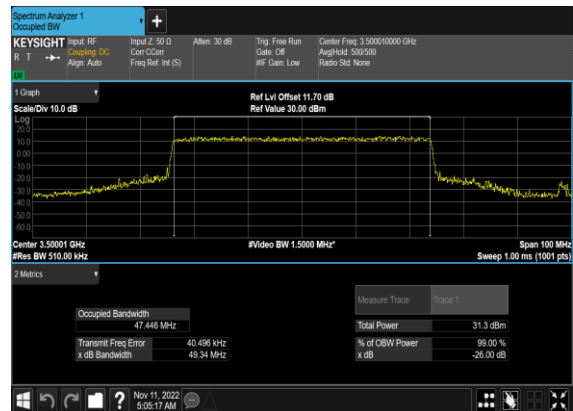 Spectrum Analyzer 1
Occupied BW
+
KEYSIGHT Input: RF Input Z: 50 Ω Atten: 30 dB Trig: Free Run Center Freq: 3.500010000 GHz
R T Coupling: DC Corr CCorr Gate: Off Avg|Hold: 500/500
Align: Auto Freq Ref: Int (S) #IF Gain: Low Radio Std: None
LW
1 Graph
Ref Lvl Offset 11.70 dB
Scale/Div 10.0 dB Ref Value 30.00 dBm
Log
20.0
10.0
0.00
-10.0
-20.0
-30.0
-40.0
-50.0
-60.0
Center 3.50001 GHz #Video BW 1.5000 MHz* Span 100 MHz
#Res BW 510.00 kHz Sweep 1.00 ms (1001 pts)
2 Metrics
Measure Trace Trace 1
Occupied Bandwidth
47.446 MHz Total Power 31.3 dBm
Transmit Freq Error 40.496 kHz % of OBW Power 99.00 %
x dB Bandwidth 49.34 MHz x dB -26.00 dB
? Nov 11, 2022
5:05:17 AM